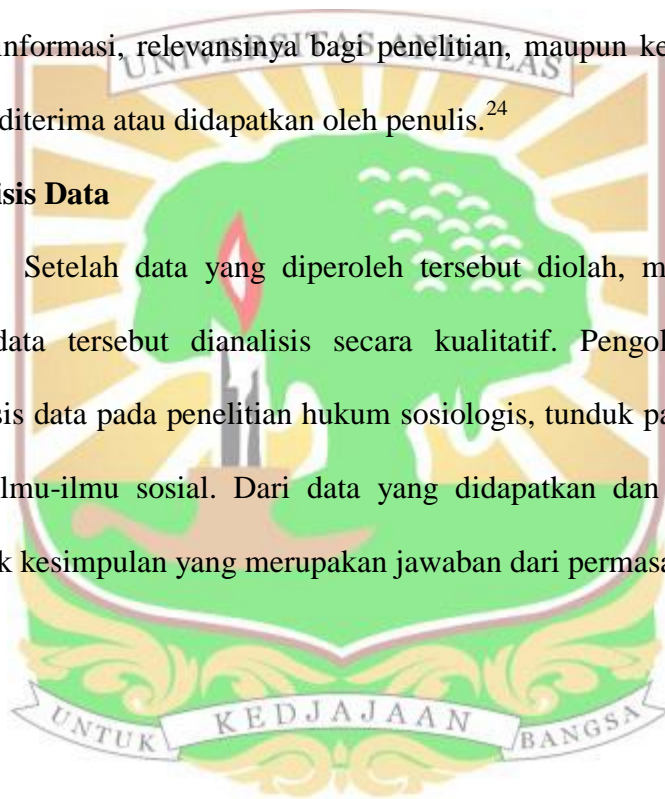 informasi, relevansinya bagi penelitian, maupun ke
UNIVERSITAS ANDALAS
diterima atau didapatkan oleh penulis.24
isis Data
Setelah data yang diperoleh tersebut diolah, m
data tersebut dianalisis secara kualitatif. Pengol
sis data pada penelitian hukum sosiologis, tunduk pa
ilmu-ilmu sosial. Dari data yang didapatkan dan
k kesimpulan yang merupakan jawaban dari permasa
UNTUK KEDJAJAAN BANGSA